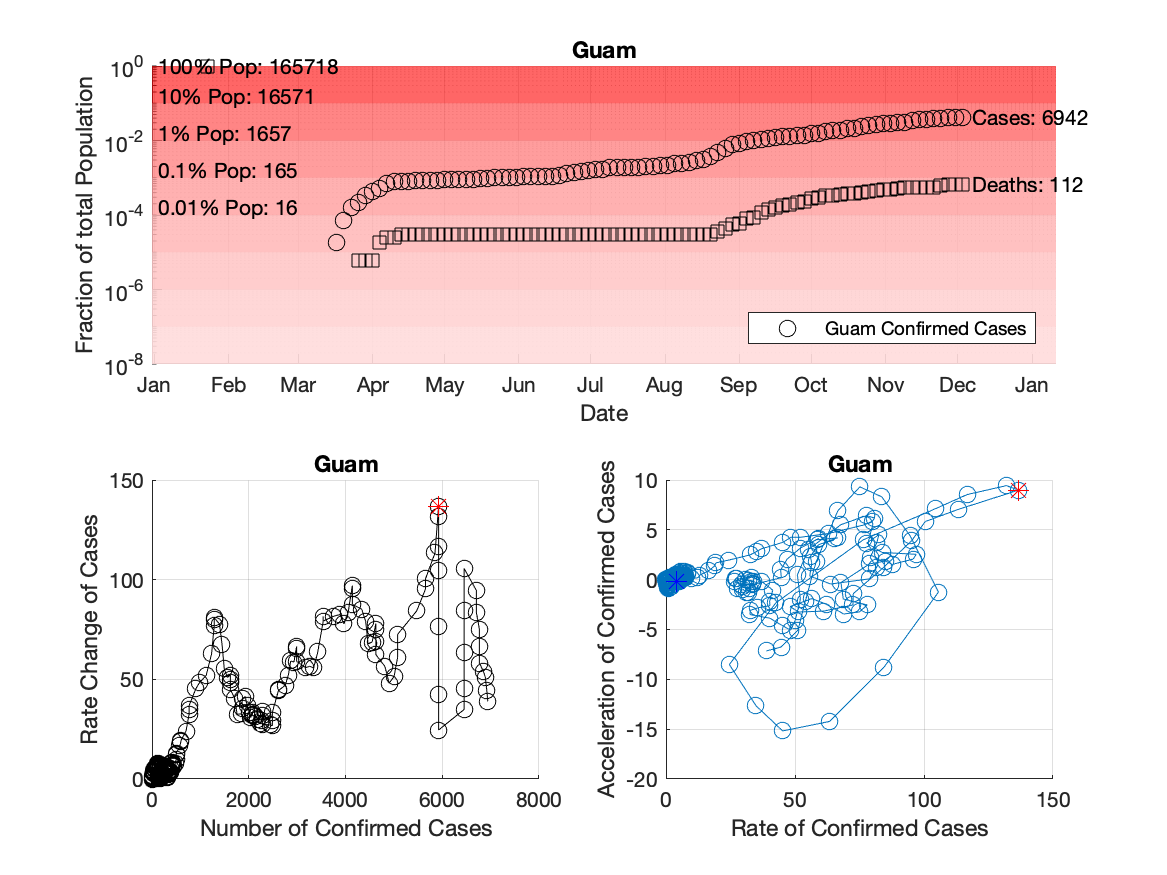 Guam
10^0
10^-2
10^-4
10^-6
10^-8
Fraction of total Population
100% Pop: 165718
10% Pop: 16571
1% Pop: 1657
0.1% Pop: 165
0.01% Pop: 16
Cases: 6942
Deaths: 112
Guam Confirmed Cases
Jan Feb Mar Apr May Jun Jul Aug Sep Oct Nov Dec Jan
Date
Guam
150
100
50
0
Rate Change of Cases
0 2000 4000 6000 8000
Number of Confirmed Cases
Guam
10
5
0
-5
-10
-15
-20
Acceleration of Confirmed Cases
0 50 100 150
Rate of Confirmed Cases